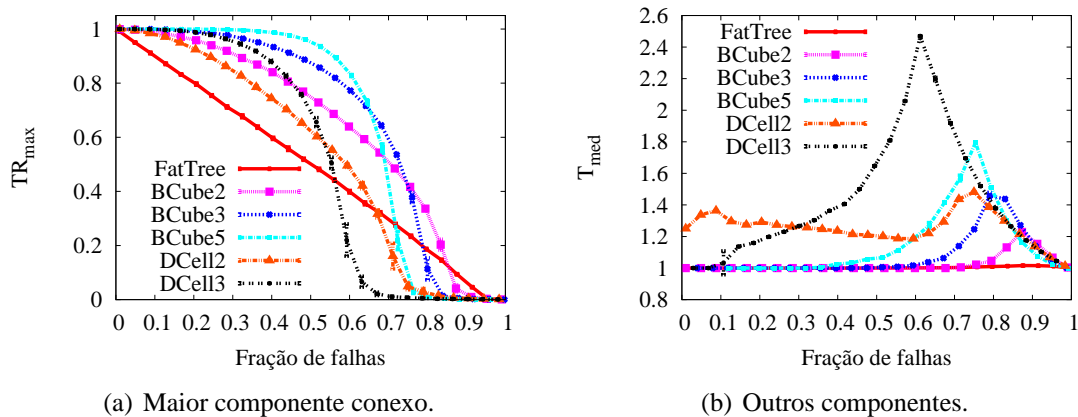 1
0.8
0.6
0.4
0.2
0
TR_max
FatTree
BCube2
BCube3
BCube5
DCell2
DCell3
0 0.1 0.2 0.3 0.4 0.5 0.6 0.7 0.8 0.9 1
Fração de falhas
(a) Maior componente conexo.
2.6
2.4
2.2
2
1.8
1.6
1.4
1.2
1
0.8
T_med
FatTree
BCube2
BCube3
BCube5
DCell2
DCell3
0 0.1 0.2 0.3 0.4 0.5 0.6 0.7 0.8 0.9 1
Fração de falhas
(b) Outros componentes.